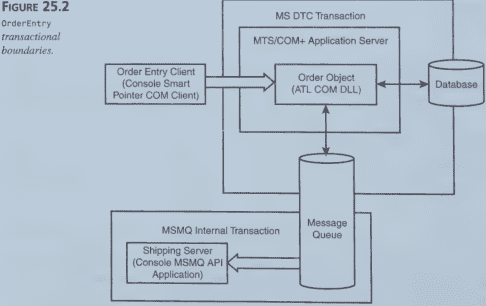 FIGURE 25.2
OrderEntry
transactional
boundaries.
MS DTC Transaction
MTS/COM+ Application Server
Order Entry Client
(Console Smart
Pointer COM Client)
Order Object
(ATL COM DLL)
Database
Message
Queue
MSMQ Internal Transaction
Shipping Server
(Console MSMQ API
Application)